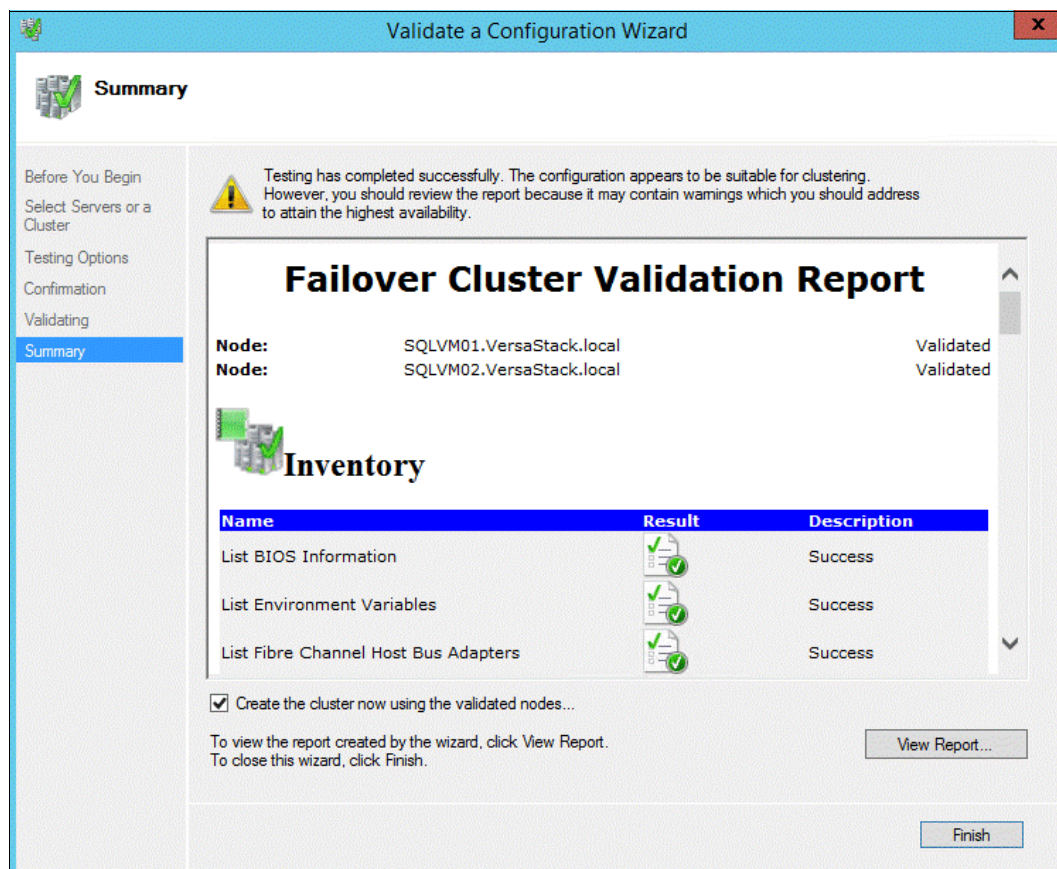 Validate a Configuration Wizard
x
Summary
Before You Begin
Select Servers or a
Cluster
Testing Options
Confirmation
Validating
Summary
Testing has completed successfully. The configuration appears to be suitable for clustering.
However, you should review the report because it may contain warnings which you should address
to attain the highest availability.
Failover Cluster Validation Report
Node: SQLVM01.VersaStack.local Validated
Node: SQLVM02.VersaStack.local Validated
Inventory
Name Result Description
List BIOS Information Success
List Environment Variables Success
List Fibre Channel Host Bus Adapters Success
Create the cluster now using the validated nodes...
To view the report created by the wizard, click View Report.
To close this wizard, click Finish.
View Report...
Finish